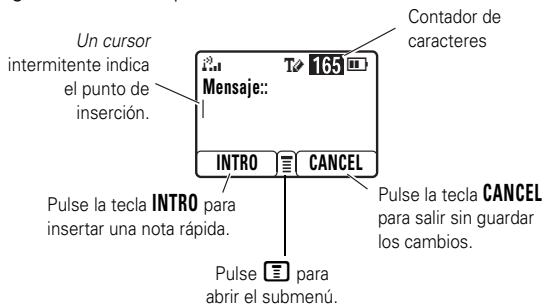 Contador de
caracteres
Un cursor
intermitente indica
el punto de
inserción.
165
Mensaje::
INTRO
CANCEL
Pulse la tecla INTRO para
insertar una nota rápida.
Pulse la tecla CANCEL
para salir sin guardar
los cambios.
Pulse para
abrir el submenú.